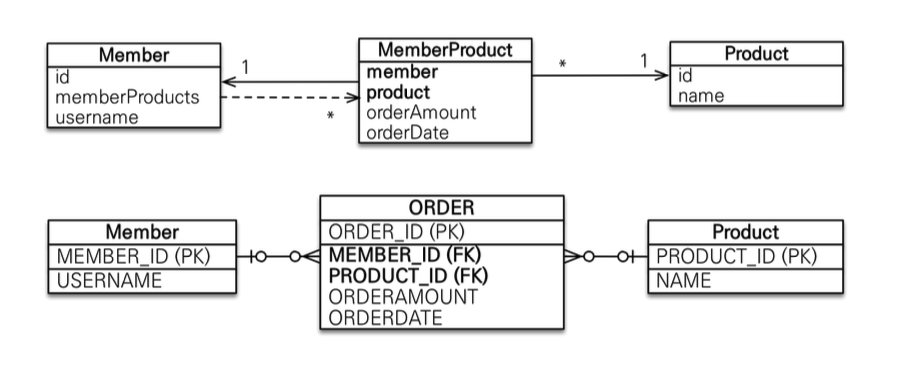 Member
id
memberProducts
username
1
*
MemberProduct
member
product
orderAmount
orderDate
*
1
Product
id
name
Member
MEMBER_ID (PK)
USERNAME
ORDER
ORDER_ID (PK)
MEMBER_ID (FK)
PRODUCT_ID (FK)
ORDERAMOUNT
ORDERDATE
Product
PRODUCT_ID (PK)
NAME